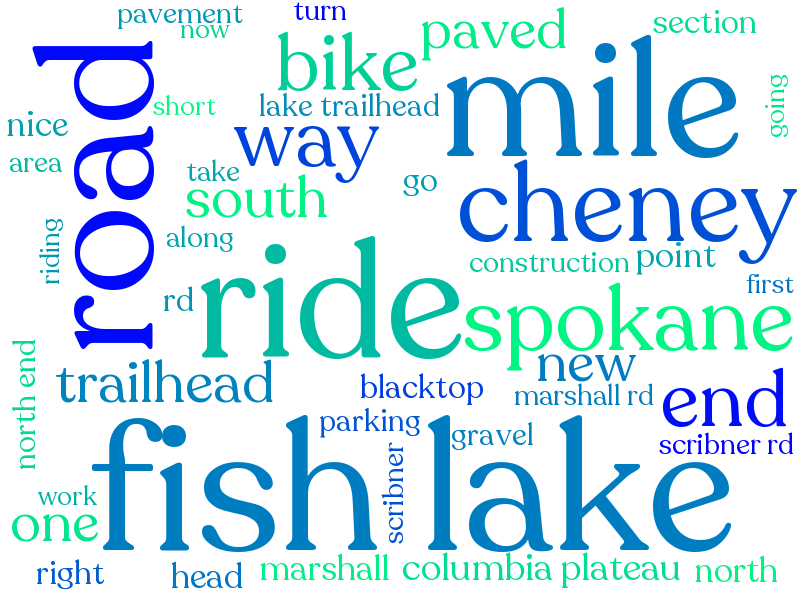 pavement
turn
now
bike
paved
section
mile
road
short
lake trailhead
going
nice
way
area
take
go
south
cheney
riding
along
construction
point
rd
ride
first
spokane
north end
trailhead
blacktop
new
marshall rd
end
parking
gravel
scribner rd
fish lake
scribner
work
one
right
head
marshall
columbia plateau
north